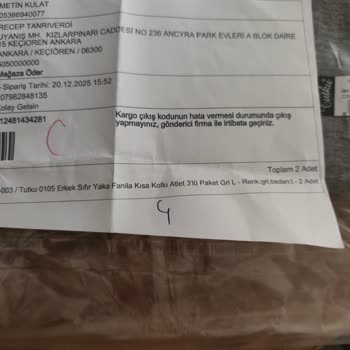 METİN KULAT
05366940077
RECEP TANRIVERDİ
UYANIŞ MH. KIZLARPINARI CADDESİ NO 236 ANCYRA PARK EVLERİ A BLOK DAİRE
15 KEÇİÖREN ANKARA
ANKARA / KEÇİÖREN / 06300
5050000000
Mağaza Öder
Sipariş Tarihi: 20.12.2025 15:52
07982848135
Kolay Gelsin
12481434281
Kargo çıkış kodunun hata vermesi durumunda çıkış
yapmayınız, gönderici firma ile irtibata geçiniz.
C
Toplam 2 Adet
-003 / Tutku 0105 Erkek Sıfır Yaka Fanila Kısa Kollu Atlet 3'lü Paket Gri L - Renk:gri,beden:l - 2 Adet
Tutku